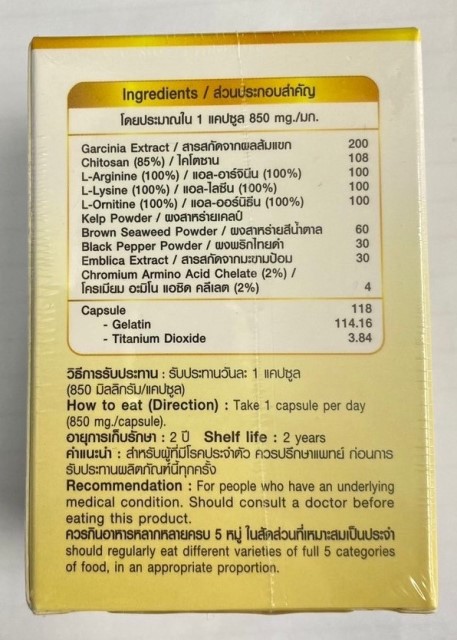 Ingredients / ส่วนประกอบสำคัญ
โดยประมาณใน 1 แคปซูล 850 mg./มก.
Garcinia Extract / สารสกัดจากผลส้มแขก 200
Chitosan (85%) / ไคโตซาน 108
L-Arginine (100%) / แอล-อาร์จินีน (100%) 100
L-Lysine (100%) / แอล-ไลซีน (100%) 100
L-Ornitine (100%) / แอล-ออร์นิธีน (100%) 100
Kelp Powder / ผงสาหร่ายเคลป์
Brown Seaweed Powder / ผงสาหร่ายสีน้ำตาล 60
Black Pepper Powder / ผงพริกไทยดำ 30
Emblica Extract / สารสกัดจากมะขามป้อม 30
Chromium Armino Acid Chelate (2%) /
โครเมียม อะมิโน แอซิด คลีเลต (2%) 4
Capsule 118
- Gelatin 114.16
- Titanium Dioxide 3.84
วิธีการรับประทาน : รับประทานวันละ 1 แคปซูล
(850 มิลลิกรัม/แคปซูล)
How to eat (Direction) : Take 1 capsule per day
(850 mg./capsule).
อายุการเก็บรักษา : 2 ปี Shelf life : 2 years
คำแนะนำ : สำหรับผู้ที่มีโรคประจำตัว ควรปรึกษาแพทย์ ก่อนการ
รับประทานผลิตภัณฑ์นี้ทุกครั้ง
Recommendation : For people who have an underlying
medical condition. Should consult a doctor before
eating this product.
ควรกินอาหารหลากหลายครบ 5 หมู่ ในสัดส่วนที่เหมาะสมเป็นประจำ
should regularly eat different varieties of full 5 categories
of food, in an appropriate proportion.